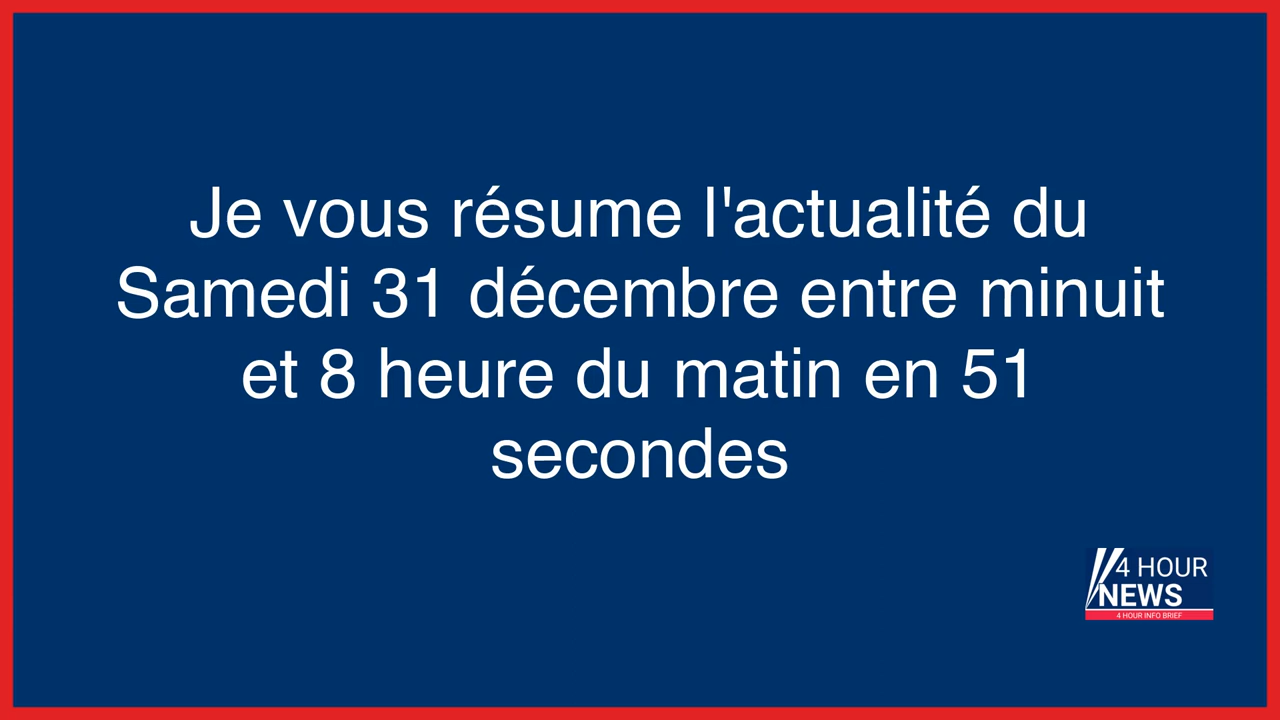 Je vous résume l'actualité du
Samedi 31 décembre entre minuit
et 8 heure du matin en 51
secondes
4 HOUR
NEWS
4 HOUR INFO BRIEF